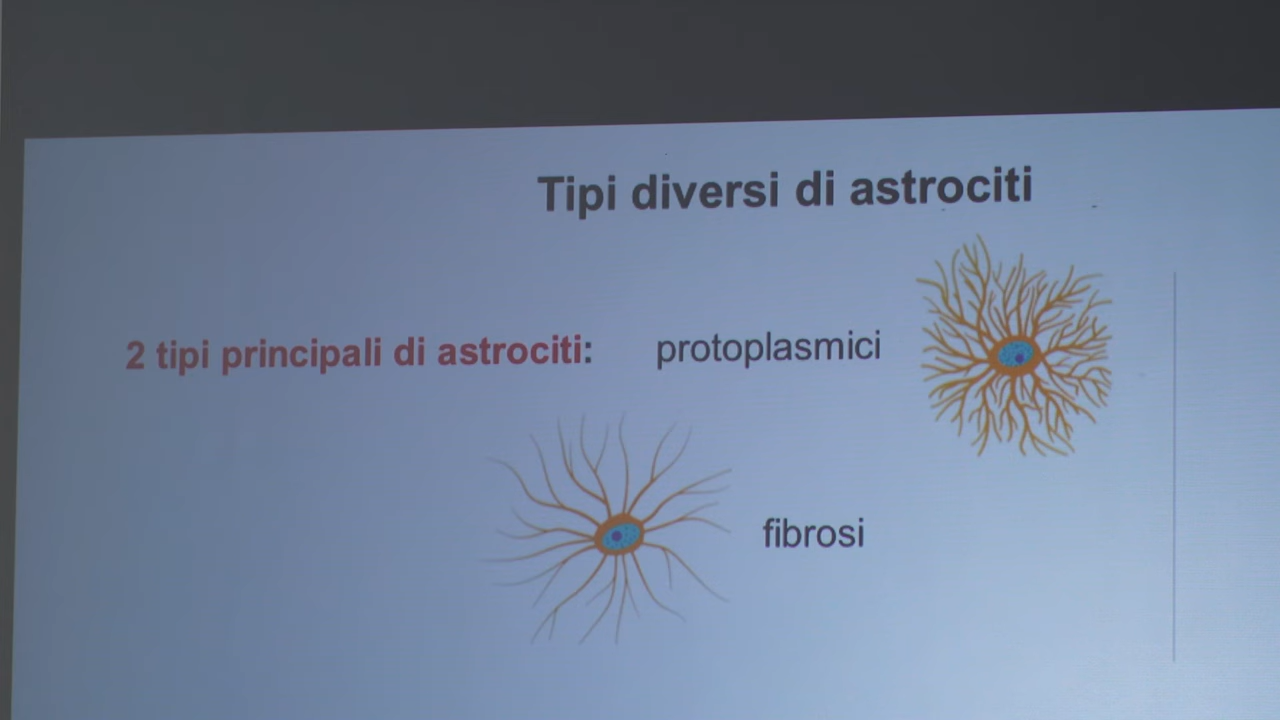 Tipi diversi di astrociti
2 tipi principali di astrociti: protoplasmici
fibrosi